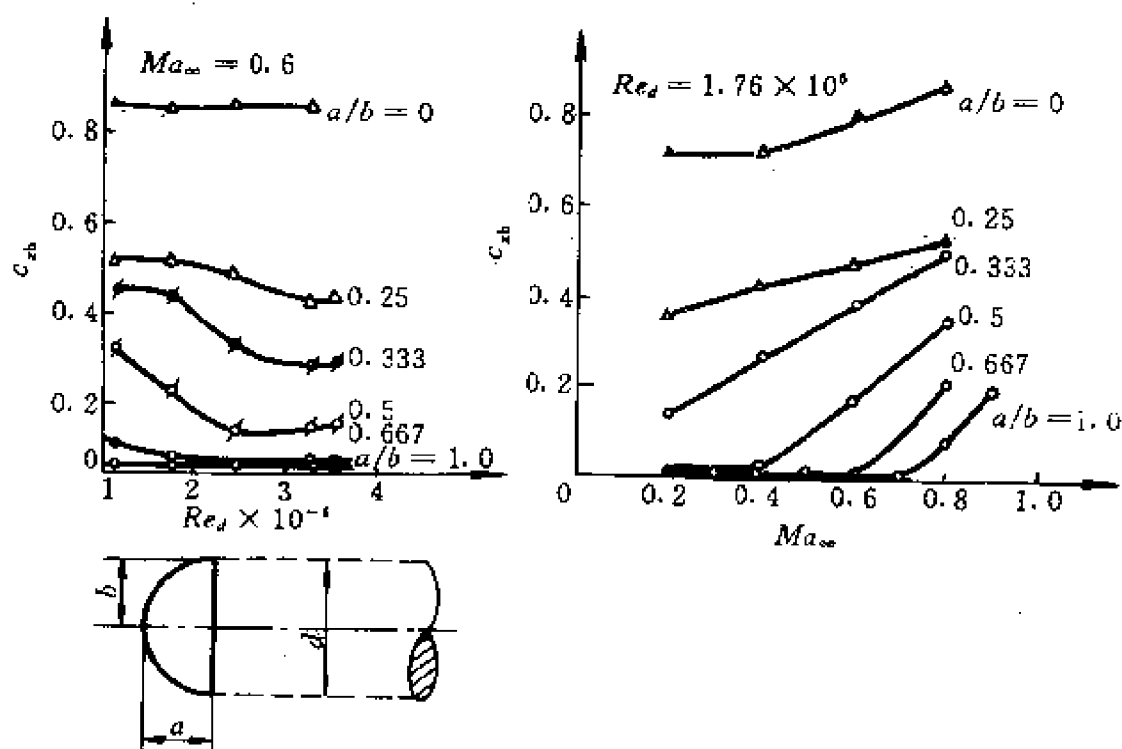 Ma∞ = 0.6
a/b = 0
0.8
0.6
0.4
0.2
0
c_xb
0.25
0.333
0.5
0.667
a/b = 1.0
1 2 3 4
Re_d × 10⁻⁶
Re_d = 1.76 × 10⁶
a/b = 0
0.8
0.6
0.4
0.2
c_xb
0.25
0.333
0.5
0.667
a/b = 1.0
0 0.2 0.4 0.6 0.8 1.0
Ma∞
b
d
a